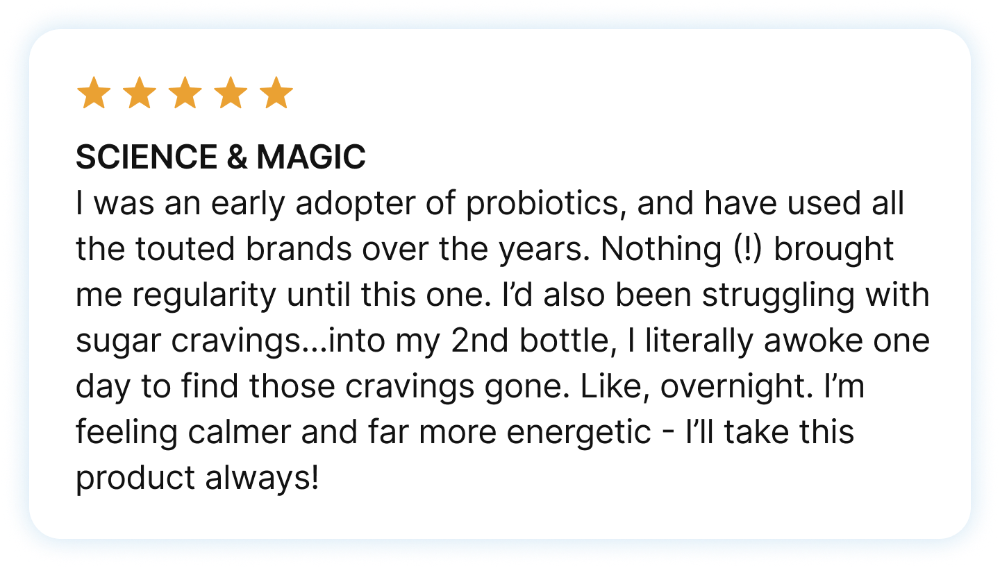 SCIENCE & MAGIC
I was an early adopter of probiotics, and have used all
the touted brands over the years. Nothing (!) brought
me regularity until this one. I’d also been struggling with
sugar cravings...into my 2nd bottle, I literally awoke one
day to find those cravings gone. Like, overnight. I’m
feeling calmer and far more energetic - I’ll take this
product always!